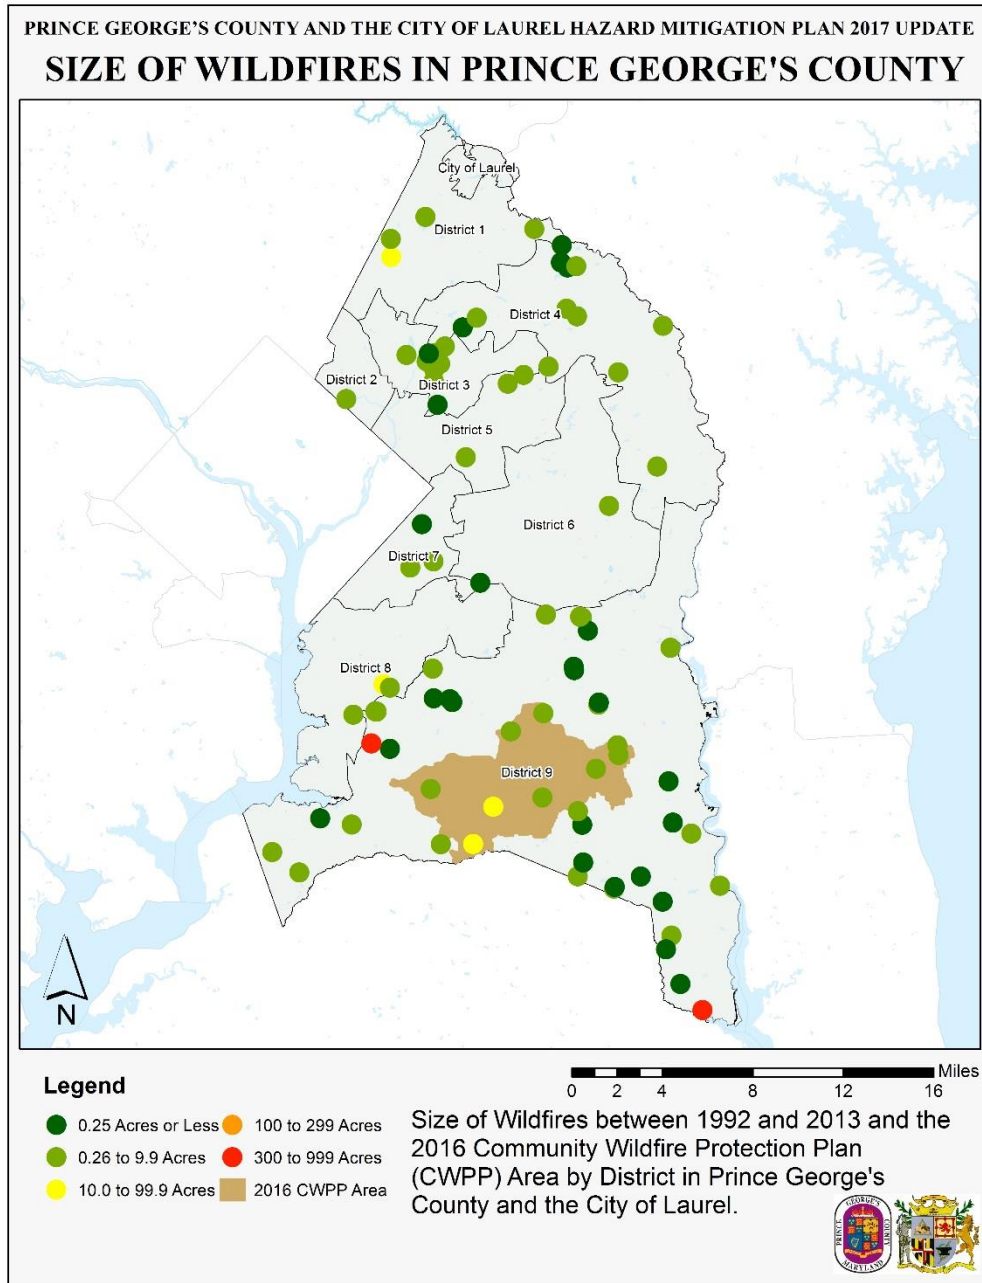 PRINCE GEORGE'S COUNTY AND THE CITY OF LAUREL HAZARD MITIGATION PLAN 2017 UPDATE
SIZE OF WILDFIRES IN PRINCE GEORGE'S COUNTY
City of Laurel
District 1
District 4
District 2
District 3
District 5
District 6
District 7
District 8
District 9
N
Legend
0.25 Acres or Less
0.26 to 9.9 Acres
10.0 to 99.9 Acres
100 to 299 Acres
300 to 999 Acres
2016 CWPP Area
Miles
0 2 4 8 12 16
Size of Wildfires between 1992 and 2013 and the
2016 Community Wildfire Protection Plan
(CWPP) Area by District in Prince George's
County and the City of Laurel.
PRINCE GEORGE'S COUNTY MARYLAND